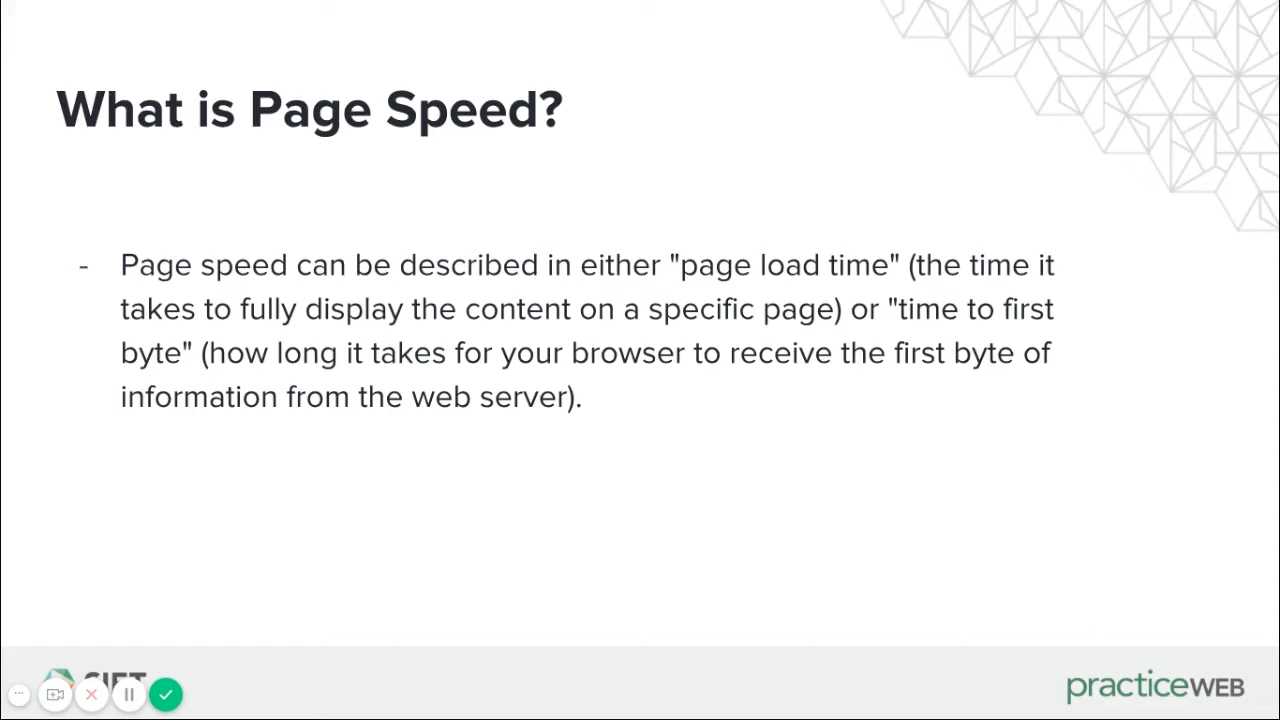 What is Page Speed?
- Page speed can be described in either "page load time" (the time it
takes to fully display the content on a specific page) or "time to first
byte" (how long it takes for your browser to receive the first byte of
information from the web server).
practiceWEB